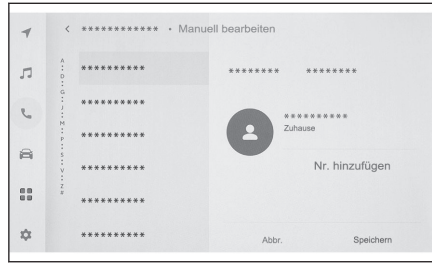 < ************ • Manuell bearbeiten
A
D
G
J
M
P
S
V
Z
#
**********
**********
**********
**********
**********
**********
******** ********
**********
Zuhause
Nr. hinzufügen
Abbr. Speichern